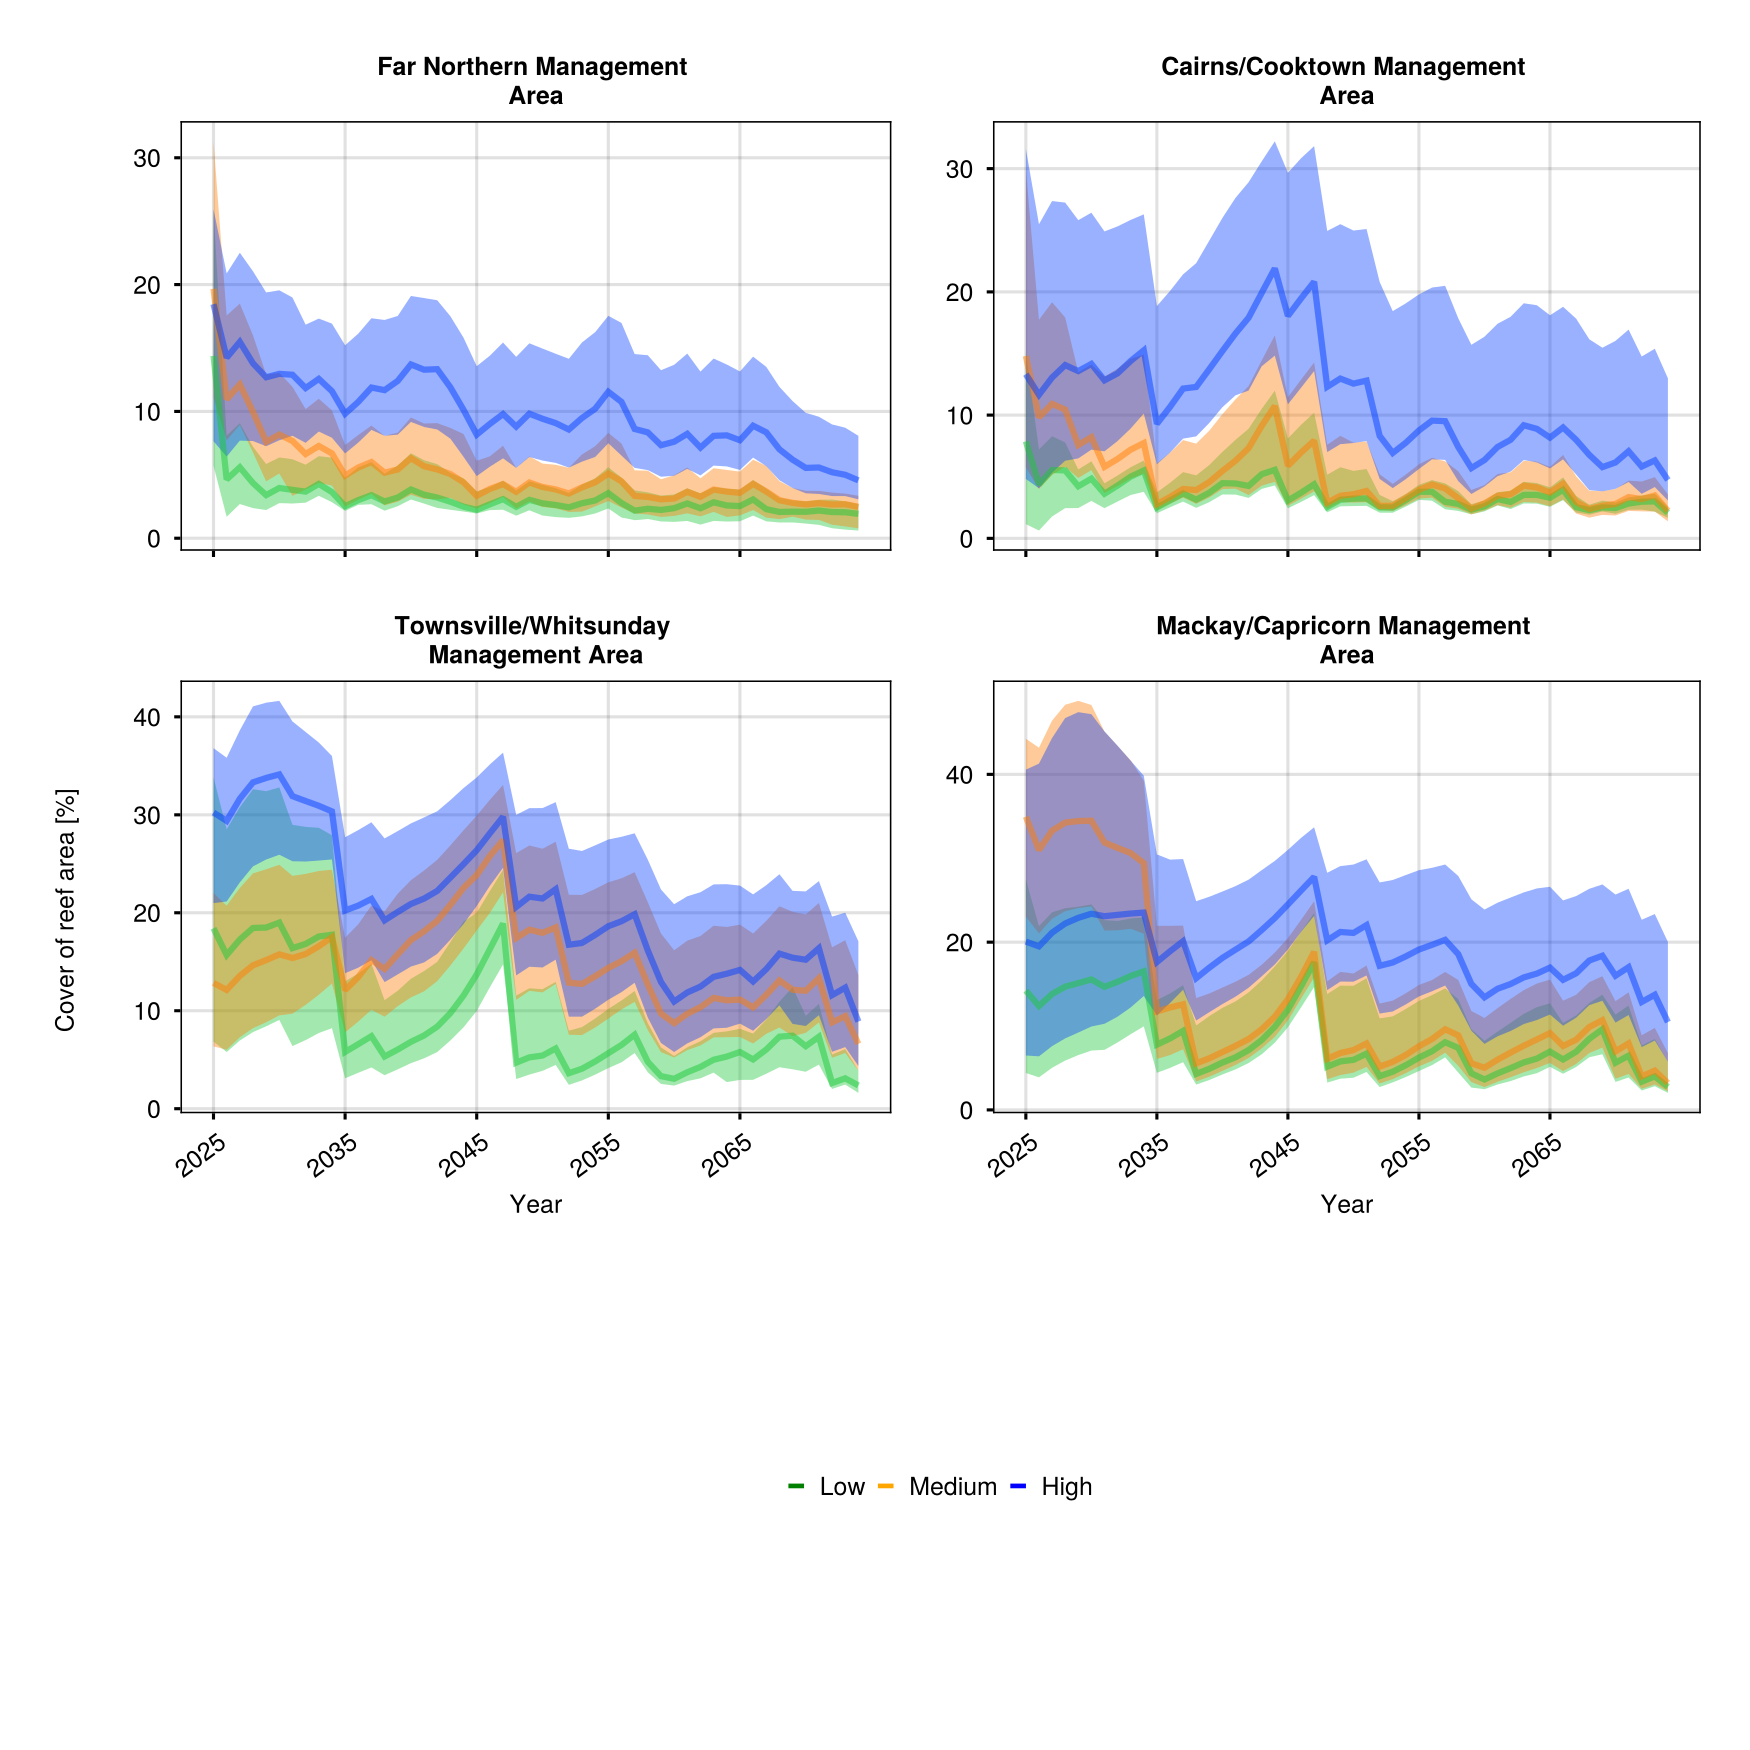 Far Northern Management
Area
Cairns/Cooktown Management
Area
30
20
10
0
30
20
10
0
Townsville/Whitsunday
Management Area
Mackay/Capricorn Management
Area
40
30
20
10
0
40
20
0
Cover of reef area [%]
2025
2035
2045
2055
2065
2025
2035
2045
2055
2065
Year
Year
Low Medium High